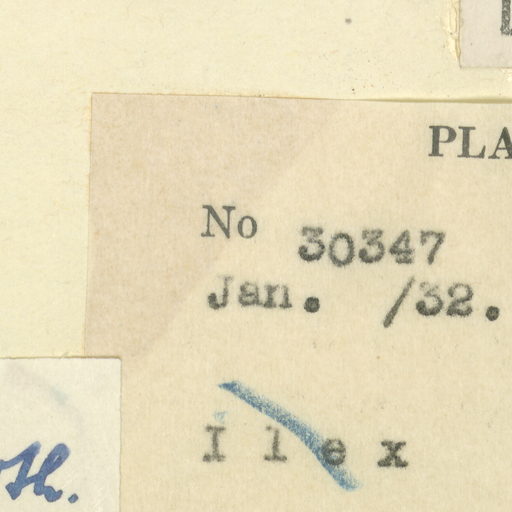 PLA
No 30347
Jan. /32.
Ilex